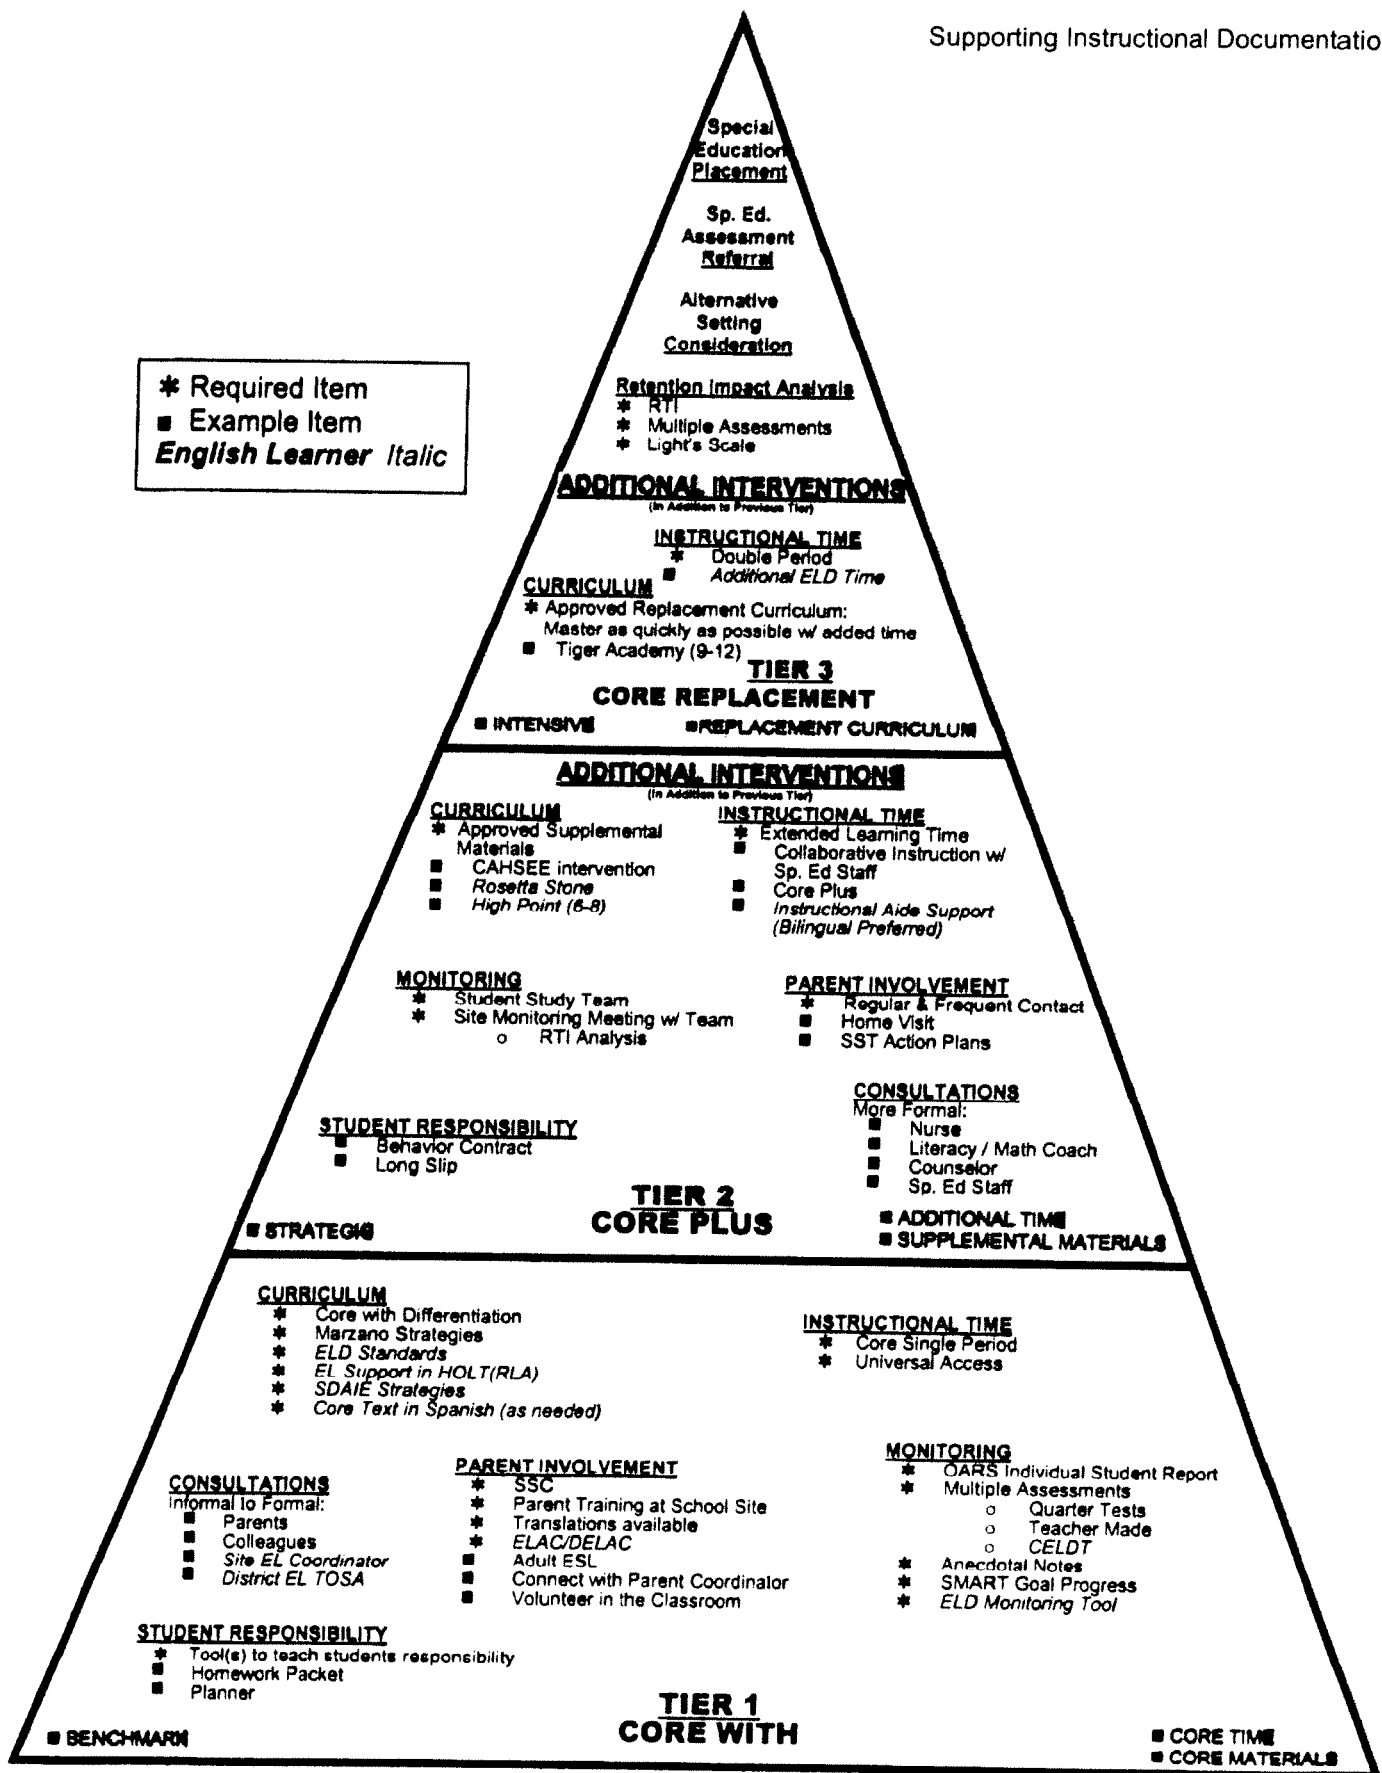 Supporting Instructional Documentatio
Special
Education
Placement
Sp. Ed.
Assessment
Referral
Alternative
Setting
Consideration
* Required Item
■ Example Item
English Learner Italic
Retention Impact Analysis
* RTI
* Multiple Assessments
* Light's Scale
ADDITIONAL INTERVENTIONS
(In Addition to Previous Tier)
INSTRUCTIONAL TIME
* Double Period
■ Additional ELD Time
CURRICULUM
* Approved Replacement Curriculum:
Master as quickly as possible w/ added time
■ Tiger Academy (9-12)
TIER 3
CORE REPLACEMENT
■ INTENSIVE
■ REPLACEMENT CURRICULUM
ADDITIONAL INTERVENTIONS
(In Addition to Previous Tier)
CURRICULUM
* Approved Supplemental
Materials
■ CAHSEE intervention
■ Rosetta Stone
■ High Point (6-8)
INSTRUCTIONAL TIME
* Extended Learning Time
■ Collaborative Instruction w/
Sp. Ed Staff
■ Core Plus
■ Instructional Aide Support
(Bilingual Preferred)
MONITORING
* Student Study Team
* Site Monitoring Meeting w/ Team
o RTI Analysis
PARENT INVOLVEMENT
* Regular & Frequent Contact
■ Home Visit
■ SST Action Plans
CONSULTATIONS
More Formal:
■ Nurse
■ Literacy / Math Coach
■ Counselor
■ Sp. Ed Staff
STUDENT RESPONSIBILITY
■ Behavior Contract
■ Long Slip
TIER 2
CORE PLUS
■ STRATEGIC
■ ADDITIONAL TIME
■ SUPPLEMENTAL MATERIALS
CURRICULUM
* Core with Differentiation
* Marzano Strategies
* ELD Standards
* EL Support in HOLT(RLA)
* SDAIE Strategies
* Core Text in Spanish (as needed)
INSTRUCTIONAL TIME
* Core Single Period
* Universal Access
CONSULTATIONS
Informal to Formal:
■ Parents
■ Colleagues
■ Site EL Coordinator
■ District EL TOSA
PARENT INVOLVEMENT
* SSC
* Parent Training at School Site
* Translations available
* ELAC/DELAC
■ Adult ESL
■ Connect with Parent Coordinator
■ Volunteer in the Classroom
MONITORING
* OARS Individual Student Report
* Multiple Assessments
o Quarter Tests
o Teacher Made
o CELDT
* Anecdotal Notes
* SMART Goal Progress
* ELD Monitoring Tool
STUDENT RESPONSIBILITY
* Tool(s) to teach students responsibility
■ Homework Packet
■ Planner
TIER 1
CORE WITH
■ BENCHMARK
■ CORE TIME
■ CORE MATERIALS